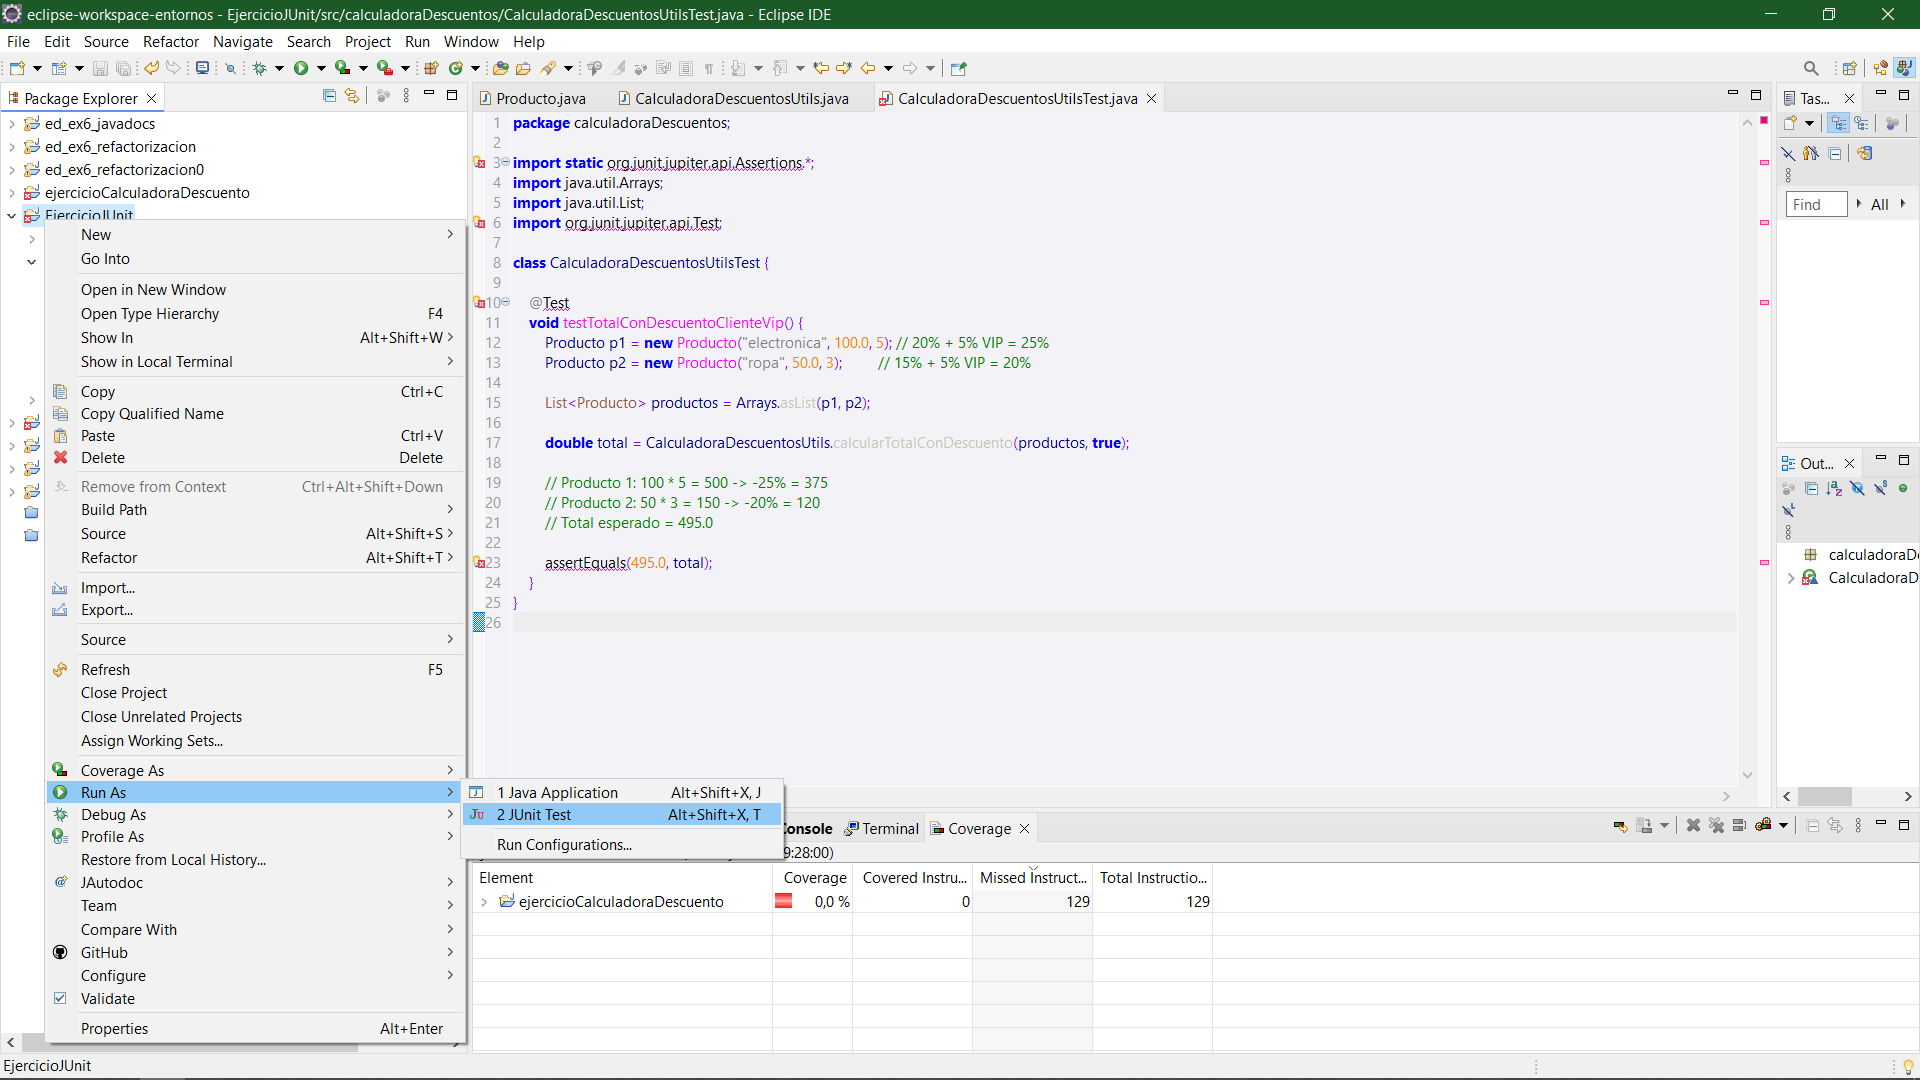 eclipse-workspace-entornos - EjercicioJUnit/src/calculadoraDescuentos/CalculadoraDescuentosUtilsTest.java - Eclipse IDE
File Edit Source Refactor Navigate Search Project Run Window Help
Package Explorer
ed_ex6_javadocs
ed_ex6_refactorizacion
ed_ex6_refactorizacion0
ejercicioCalculadoraDescuento
EjercicioJUnit
New
Go Into
Open in New Window
Open Type Hierarchy F4
Show In Alt+Shift+W
Show in Local Terminal
Copy Ctrl+C
Copy Qualified Name
Paste Ctrl+V
Delete Delete
Remove from Context Ctrl+Alt+Shift+Down
Build Path
Source Alt+Shift+S
Refactor Alt+Shift+T
Import...
Export...
Source
Refresh F5
Close Project
Close Unrelated Projects
Assign Working Sets...
Coverage As
Run As
Debug As
Profile As
Restore from Local History...
JAutodoc
Team
Compare With
GitHub
Configure
Validate
Properties Alt+Enter
1 Java Application Alt+Shift+X, J
2 JUnit Test Alt+Shift+X, T
Run Configurations...
Producto.java CalculadoraDescuentosUtils.java CalculadoraDescuentosUtilsTest.java
1 package calculadoraDescuentos;
2
3 import static org.junit.jupiter.api.Assertions.*;
4 import java.util.Arrays;
5 import java.util.List;
6 import org.junit.jupiter.api.Test;
7
8 class CalculadoraDescuentosUtilsTest {
9
10 @Test
11 void testTotalConDescuentoClienteVip() {
12 Producto p1 = new Producto("electronica", 100.0, 5); // 20% + 5% VIP = 25%
13 Producto p2 = new Producto("ropa", 50.0, 3); // 15% + 5% VIP = 20%
14
15 List<Producto> productos = Arrays.asList(p1, p2);
16
17 double total = CalculadoraDescuentosUtils.calcularTotalConDescuento(productos, true);
18
19 // Producto 1: 100 * 5 = 500 -> -25% = 375
20 // Producto 2: 50 * 3 = 150 -> -20% = 120
21 // Total esperado = 495.0
22
23 assertEquals(495.0, total);
24 }
25 }
26
Console Terminal Coverage
9:28:00)
Element Coverage Covered Instru... Missed Instruct... Total Instructio...
ejercicioCalculadoraDescuento 0,0 % 0 129 129
Tas...
Find All
Out...
calculadoraD
CalculadoraD
EjercicioJUnit